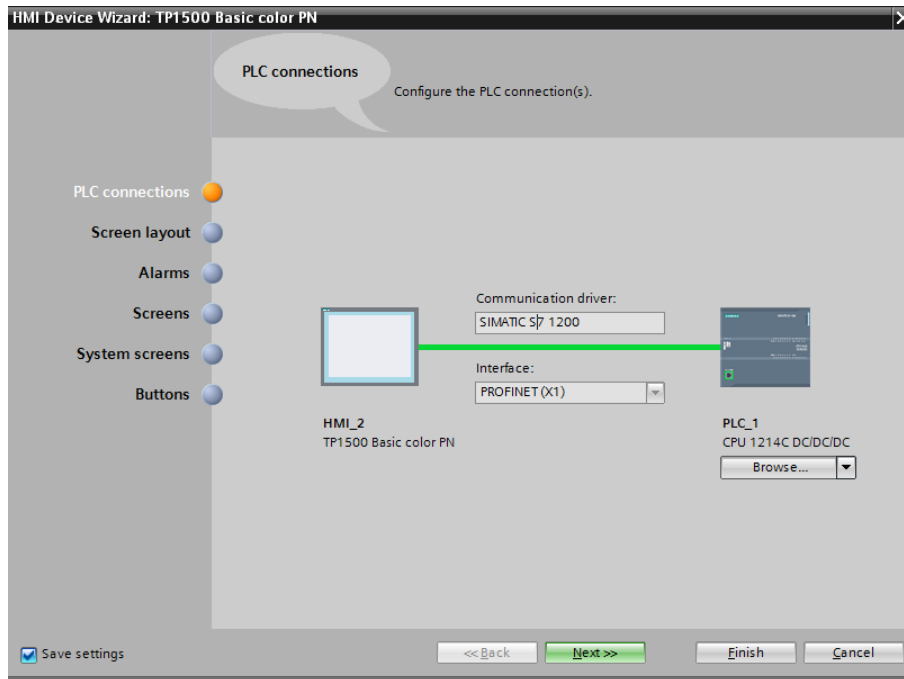 HMI Device Wizard: TP1500 Basic color PN
PLC connections
Configure the PLC connection(s).
PLC connections
Screen layout
Alarms
Screens
System screens
Buttons
Communication driver:
SIMATIC S7 1200
Interface:
PROFINET (X1)
HMI_2
TP1500 Basic color PN
PLC_1
CPU 1214C DC/DC/DC
Browse...
Save settings
<<Back
Next >>
Finish
Cancel